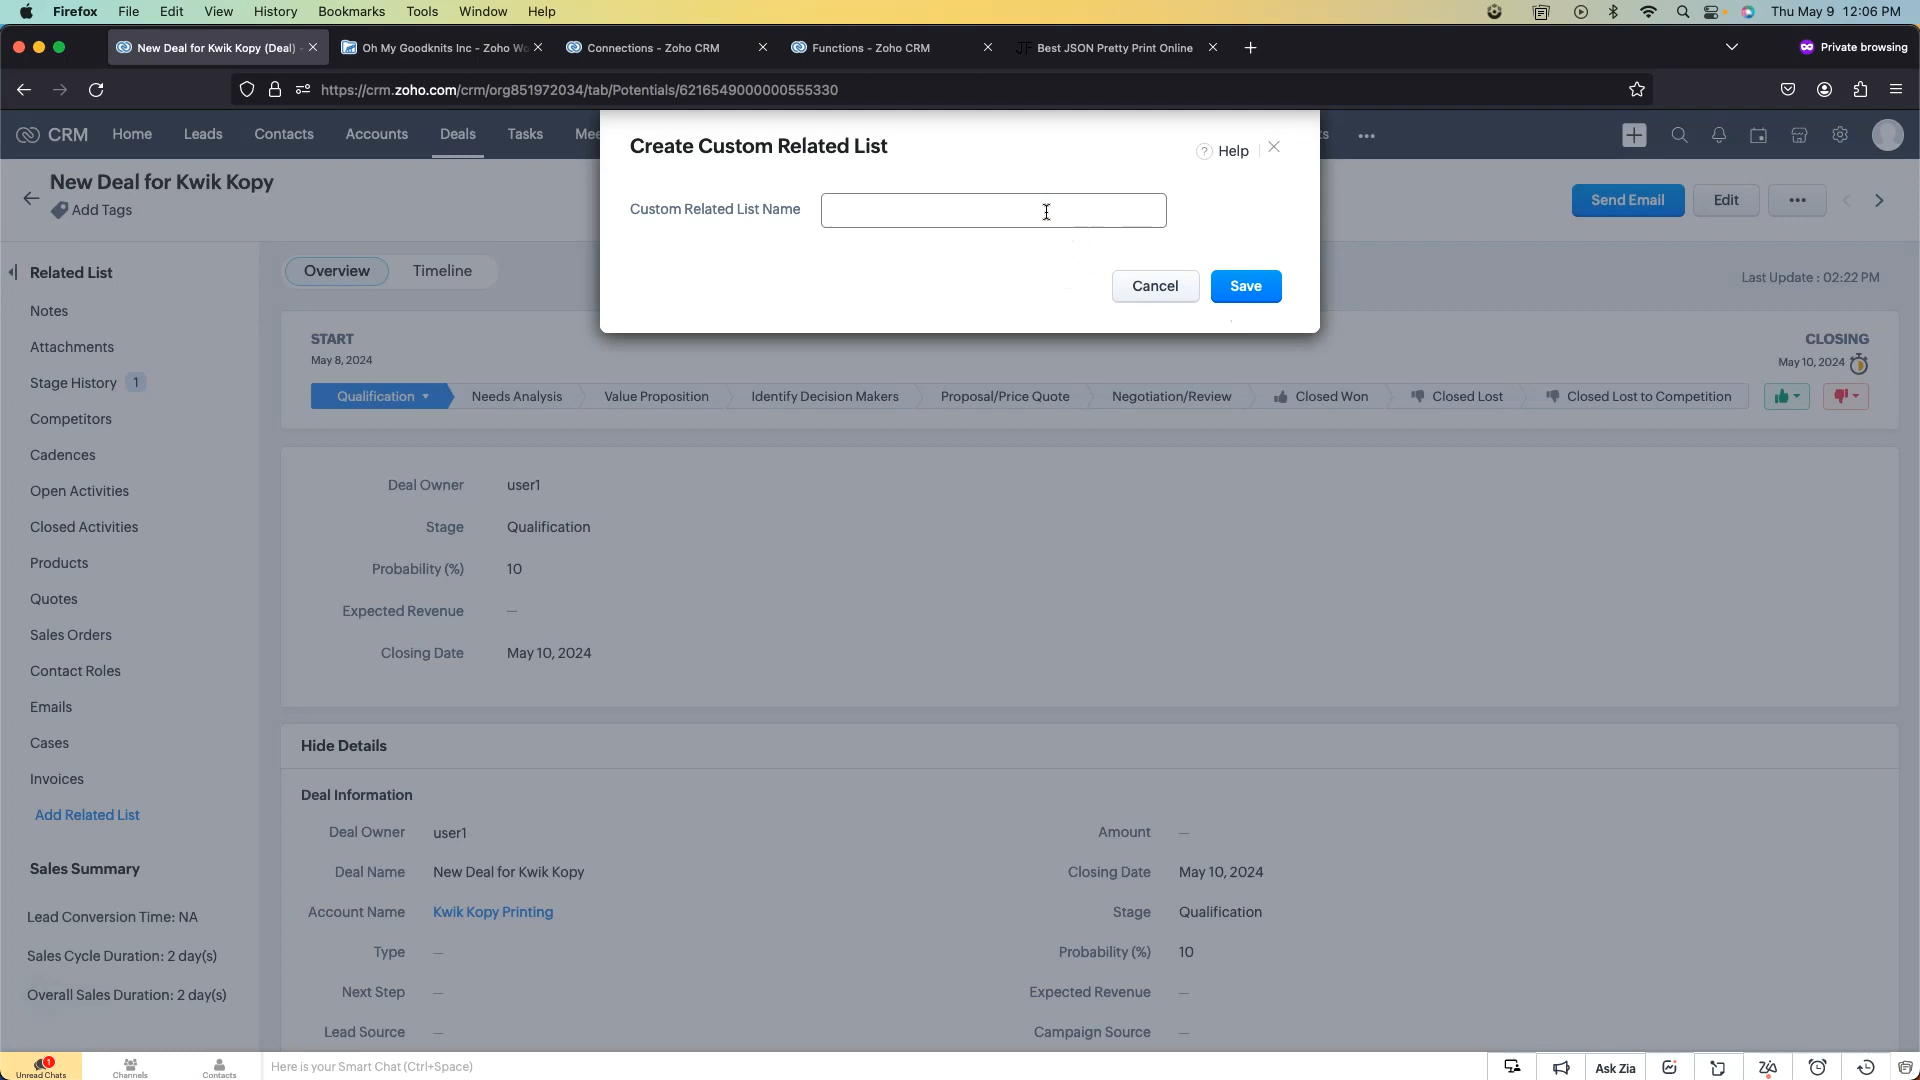 Firefox File Edit View History Bookmarks Tools Window Help Thu May 9 12:06 PM
New Deal for Kwik Kopy (Deal) - Oh My Goodknits Inc - Zoho Wo Connections - Zoho CRM Functions - Zoho CRM JF Best JSON Pretty Print Online Private browsing
https://crm.zoho.com/crm/org851972034/tab/Potentials/6216549000000555330
CRM Home Leads Contacts Accounts Deals Tasks Mee ts
Create Custom Related List
? Help
Custom Related List Name
Cancel Save
New Deal for Kwik Kopy
Add Tags
Send Email Edit
Related List
Notes
Attachments
Stage History 1
Competitors
Cadences
Open Activities
Closed Activities
Products
Quotes
Sales Orders
Contact Roles
Emails
Cases
Invoices
Add Related List
Sales Summary
Lead Conversion Time: NA
Sales Cycle Duration: 2 day(s)
Overall Sales Duration: 2 day(s)
Overview Timeline
Last Update : 02:22 PM
START CLOSING
May 8, 2024 May 10, 2024
Qualification Needs Analysis Value Proposition Identify Decision Makers Proposal/Price Quote Negotiation/Review Closed Won Closed Lost Closed Lost to Competition
Deal Owner user1
Stage Qualification
Probability (%) 10
Expected Revenue —
Closing Date May 10, 2024
Hide Details
Deal Information
Deal Owner user1 Amount —
Deal Name New Deal for Kwik Kopy Closing Date May 10, 2024
Account Name Kwik Kopy Printing Stage Qualification
Type — Probability (%) 10
Next Step — Expected Revenue —
Lead Source — Campaign Source —
1
Unread Chats Channels Contacts Here is your Smart Chat (Ctrl+Space) Ask Zia